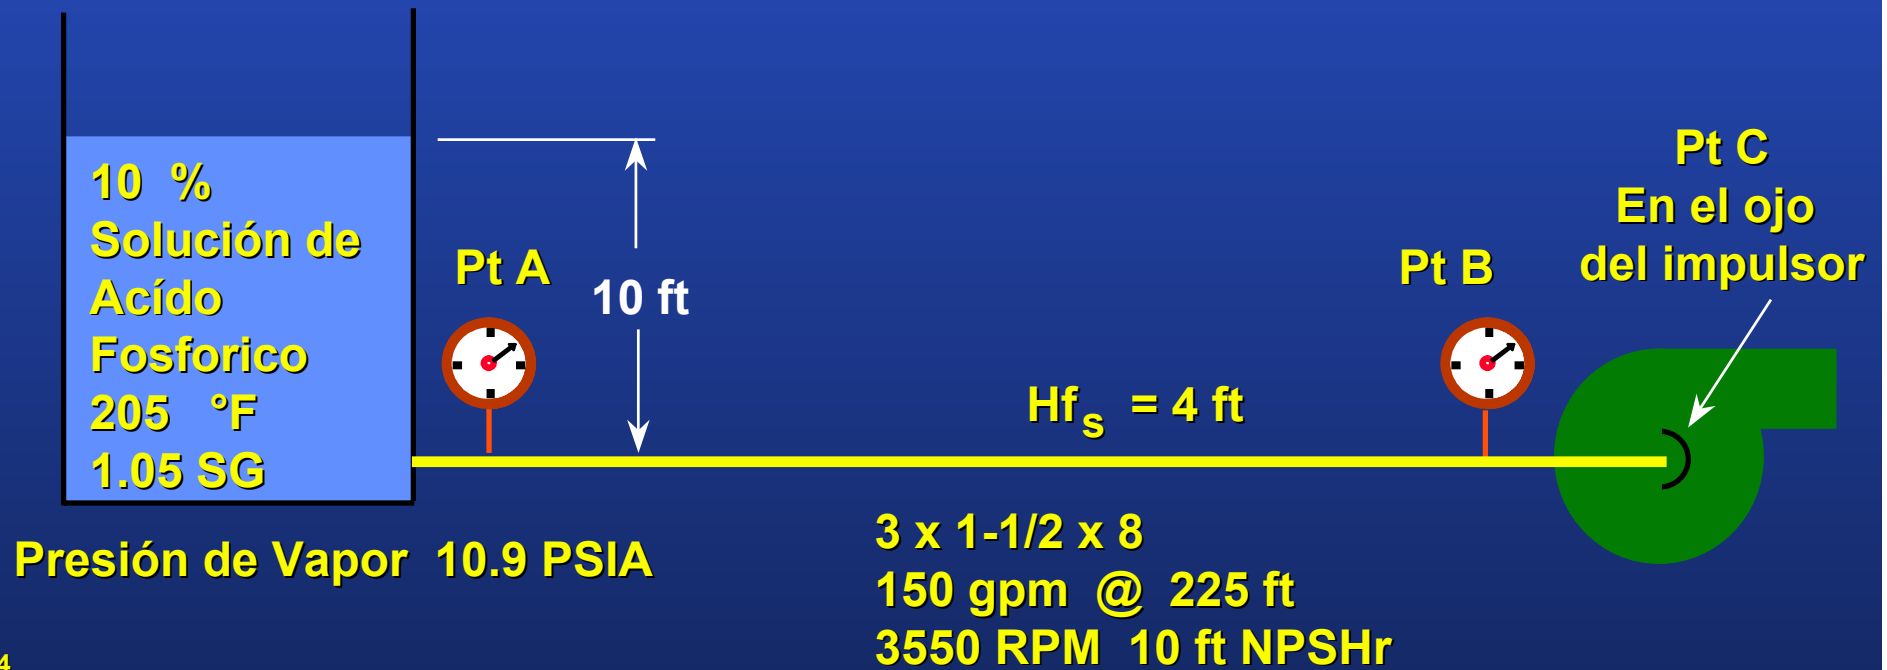 10 %
Solución de
Acído
Fosforico
205 °F
1.05 SG
Pt A
10 ft
Hfs = 4 ft
Pt B
Pt C
En el ojo
del impulsor
Presión de Vapor 10.9 PSIA
3 x 1-1/2 x 8
150 gpm @ 225 ft
3550 RPM 10 ft NPSHr